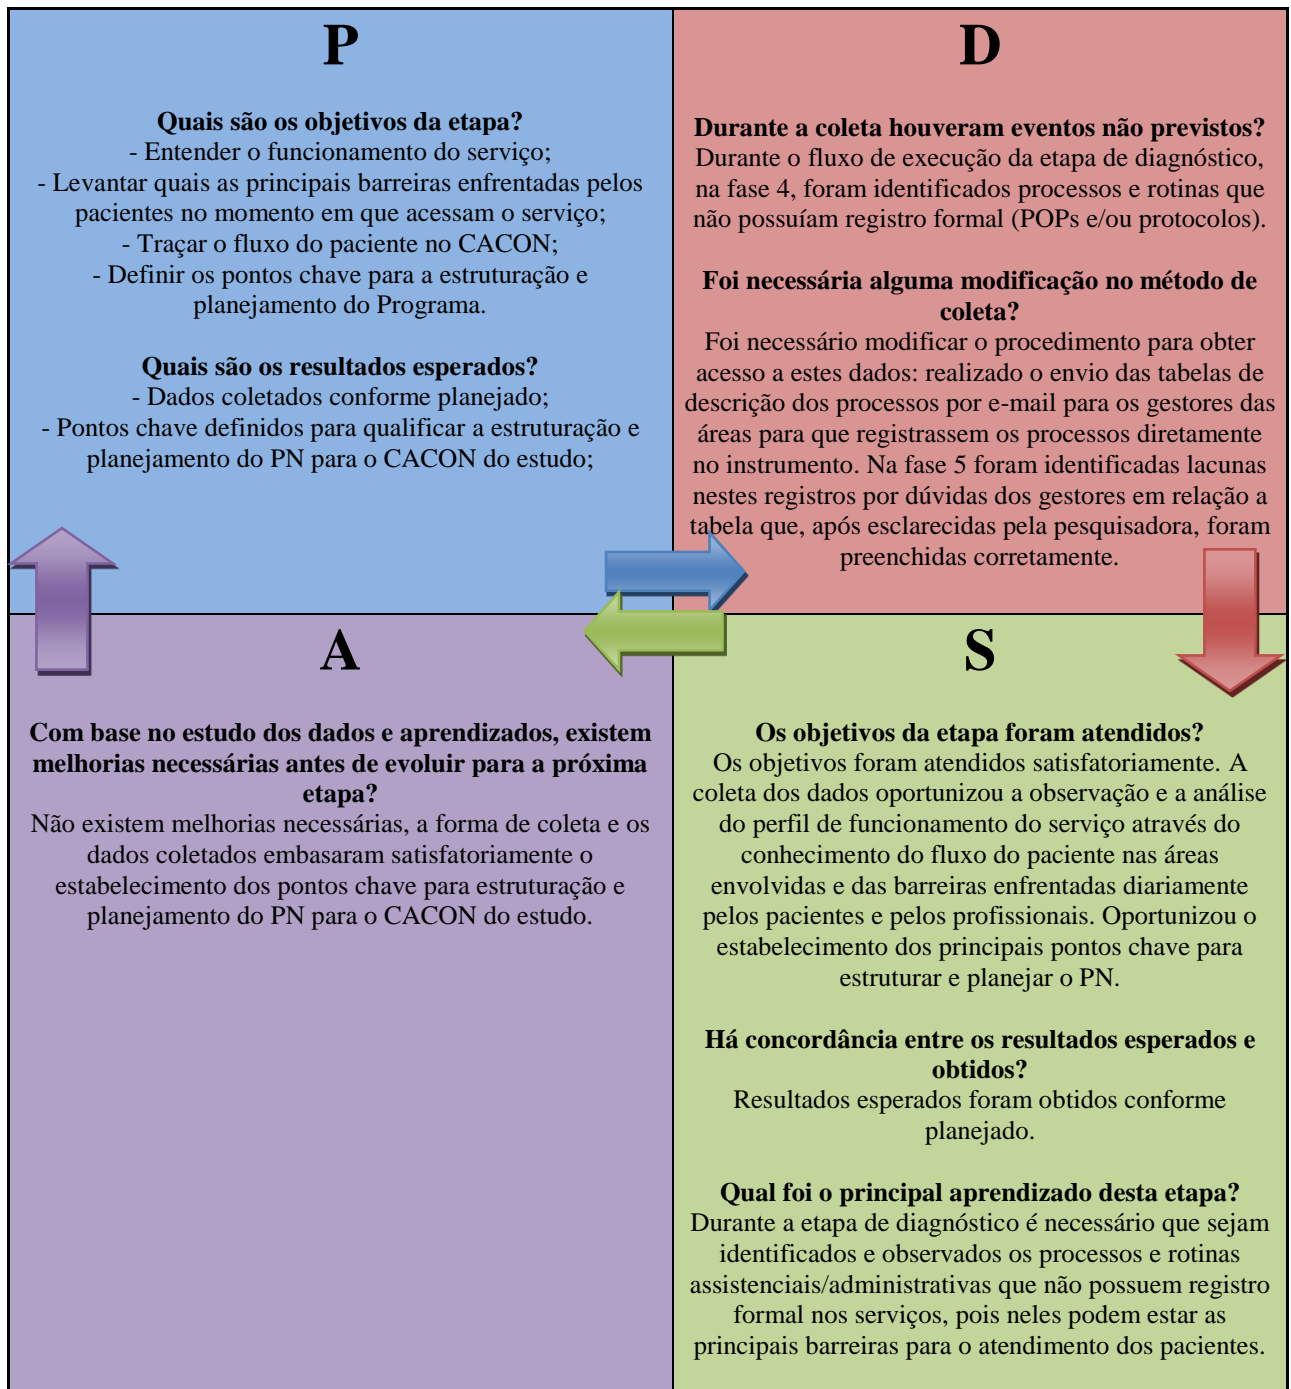 P
Quais são os objetivos da etapa?
- Entender o funcionamento do serviço;
- Levantar quais as principais barreiras enfrentadas pelos
pacientes no momento em que acessam o serviço;
- Traçar o fluxo do paciente no CACON;
- Definir os pontos chave para a estruturação e
planejamento do Programa.
Quais são os resultados esperados?
- Dados coletados conforme planejado;
- Pontos chave definidos para qualificar a estruturação e
planejamento do PN para o CACON do estudo;
D
Durante a coleta houveram eventos não previstos?
Durante o fluxo de execução da etapa de diagnóstico,
na fase 4, foram identificados processos e rotinas que
não possuíam registro formal (POPs e/ou protocolos).
Foi necessária alguma modificação no método de
coleta?
Foi necessário modificar o procedimento para obter
acesso a estes dados: realizado o envio das tabelas de
descrição dos processos por e-mail para os gestores das
áreas para que registrassem os processos diretamente
no instrumento. Na fase 5 foram identificadas lacunas
nestes registros por dúvidas dos gestores em relação a
tabela que, após esclarecidas pela pesquisadora, foram
preenchidas corretamente.
A
Com base no estudo dos dados e aprendizados, existem
melhorias necessárias antes de evoluir para a próxima
etapa?
Não existem melhorias necessárias, a forma de coleta e os
dados coletados embasaram satisfatoriamente o
estabelecimento dos pontos chave para estruturação e
planejamento do PN para o CACON do estudo.
S
Os objetivos da etapa foram atendidos?
Os objetivos foram atendidos satisfatoriamente. A
coleta dos dados oportunizou a observação e a análise
do perfil de funcionamento do serviço através do
conhecimento do fluxo do paciente nas áreas
envolvidas e das barreiras enfrentadas diariamente
pelos pacientes e pelos profissionais. Oportunizou o
estabelecimento dos principais pontos chave para
estruturar e planejar o PN.
Há concordância entre os resultados esperados e
obtidos?
Resultados esperados foram obtidos conforme
planejado.
Qual foi o principal aprendizado desta etapa?
Durante a etapa de diagnóstico é necessário que sejam
identificados e observados os processos e rotinas
assistenciais/administrativas que não possuem registro
formal nos serviços, pois neles podem estar as
principais barreiras para o atendimento dos pacientes.